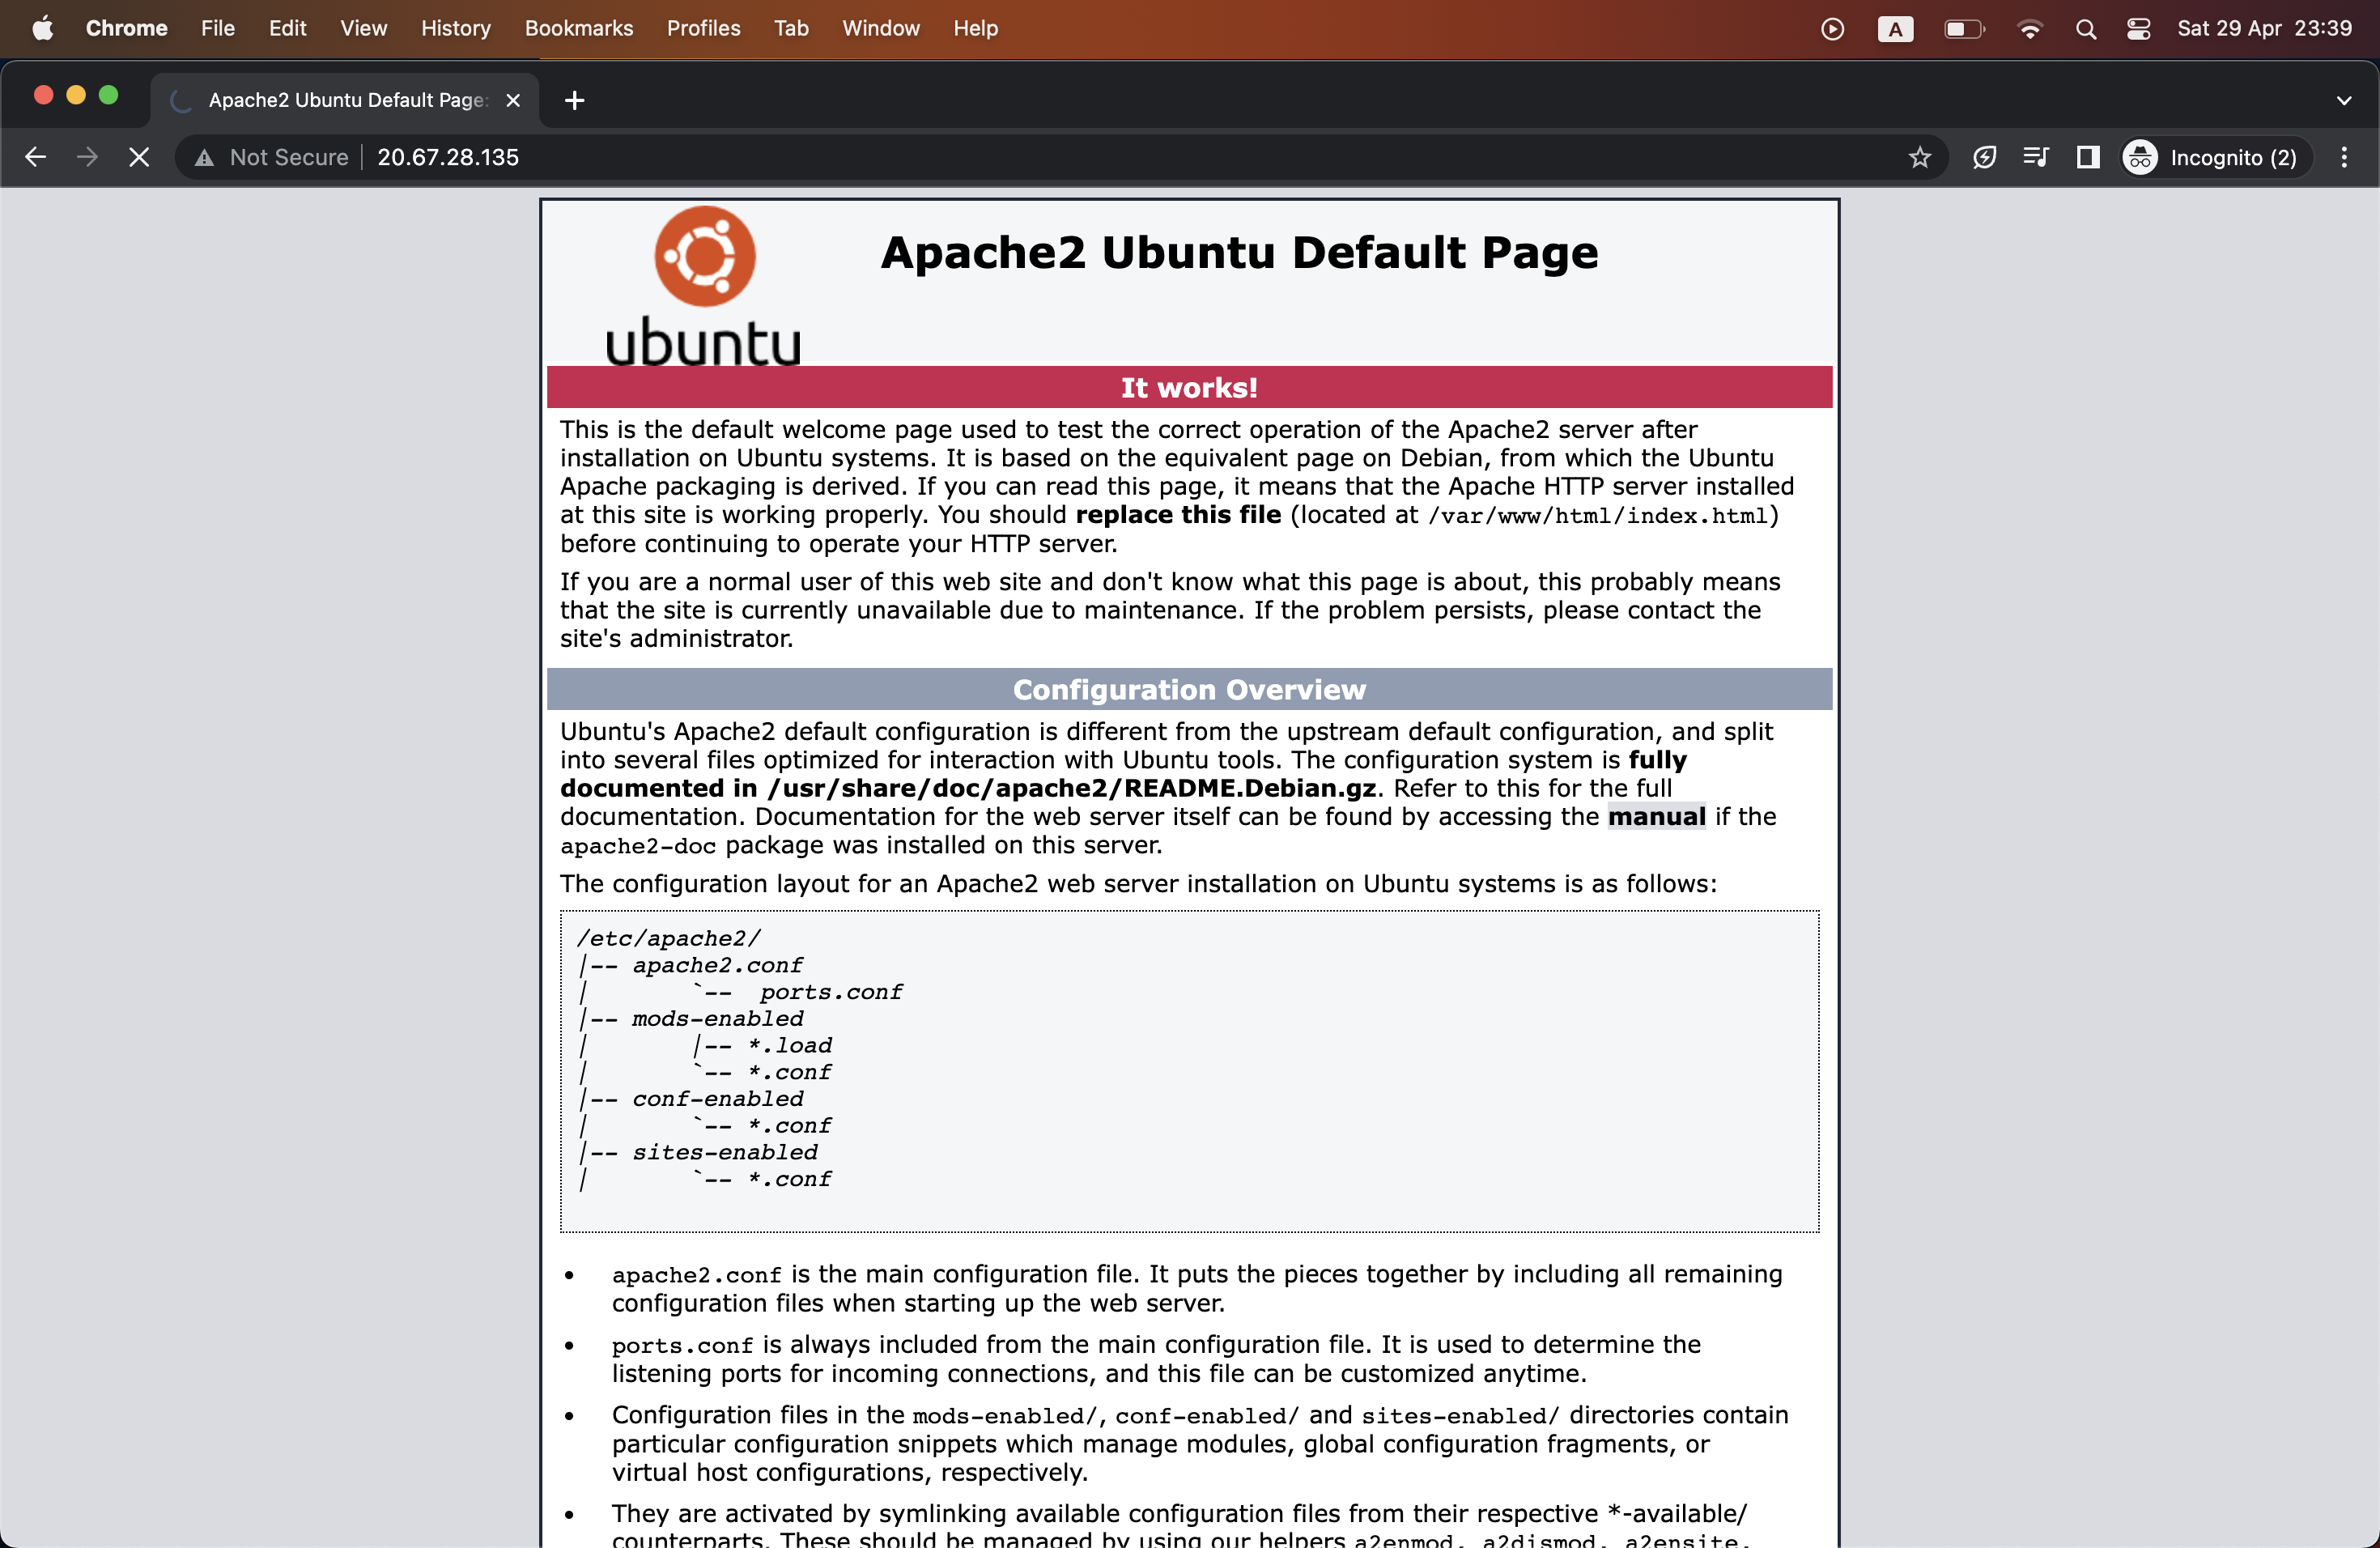 Chrome File Edit View History Bookmarks Profiles Tab Window Help A Sat 29 Apr 23:39
Apache2 Ubuntu Default Page:
Not Secure 20.67.28.135 Incognito (2)
Apache2 Ubuntu Default Page
ubuntu
It works!
This is the default welcome page used to test the correct operation of the Apache2 server after
installation on Ubuntu systems. It is based on the equivalent page on Debian, from which the Ubuntu
Apache packaging is derived. If you can read this page, it means that the Apache HTTP server installed
at this site is working properly. You should replace this file (located at /var/www/html/index.html)
before continuing to operate your HTTP server.
If you are a normal user of this web site and don't know what this page is about, this probably means
that the site is currently unavailable due to maintenance. If the problem persists, please contact the
site's administrator.
Configuration Overview
Ubuntu's Apache2 default configuration is different from the upstream default configuration, and split
into several files optimized for interaction with Ubuntu tools. The configuration system is fully
documented in /usr/share/doc/apache2/README.Debian.gz. Refer to this for the full
documentation. Documentation for the web server itself can be found by accessing the manual if the
apache2-doc package was installed on this server.
The configuration layout for an Apache2 web server installation on Ubuntu systems is as follows:
/etc/apache2/
|-- apache2.conf
|       `--  ports.conf
|-- mods-enabled
|       |-- *.load
|       `-- *.conf
|-- conf-enabled
|       `-- *.conf
|-- sites-enabled
|       `-- *.conf
• apache2.conf is the main configuration file. It puts the pieces together by including all remaining
configuration files when starting up the web server.
• ports.conf is always included from the main configuration file. It is used to determine the
listening ports for incoming connections, and this file can be customized anytime.
• Configuration files in the mods-enabled/, conf-enabled/ and sites-enabled/ directories contain
particular configuration snippets which manage modules, global configuration fragments, or
virtual host configurations, respectively.
• They are activated by symlinking available configuration files from their respective *-available/
counterparts. These should be managed by using our helpers a2enmod, a2dismod, a2ensite,